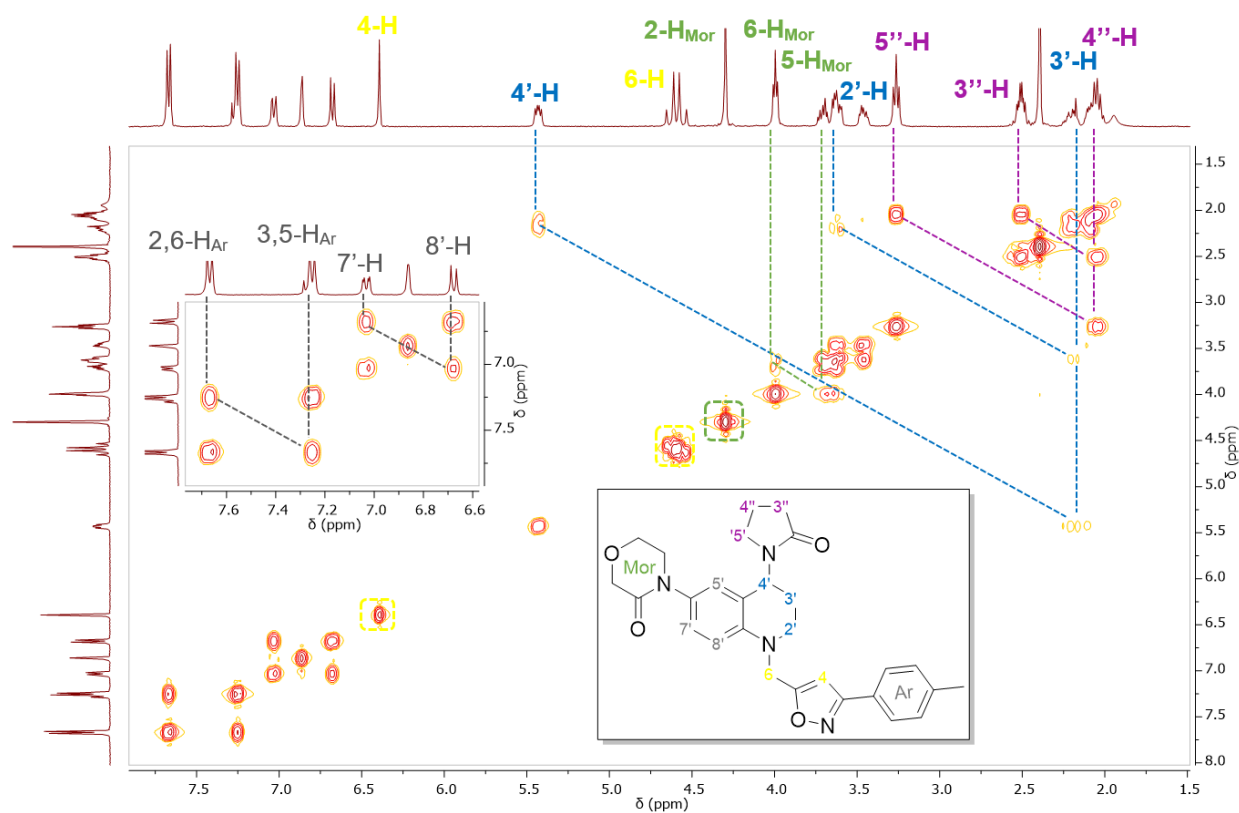 4-H
2-HMor
6-HMor
5-HMor
5’’-H
4’’-H
3’-H
6-H
4’-H
2’-H
3’’-H
1.5
2.0
2.5
3.0
3.5
4.0
4.5
5.0
5.5
6.0
6.5
7.0
7.5
8.0
δ (ppm)
2,6-HAr
3,5-HAr
7’-H
8’-H
7.0
7.5
δ (ppm)
7.6 7.4 7.2 7.0 6.8 6.6
δ (ppm)
4'' 3''
'5'
N O
O Mor 4'
N 5' 3'
O 7' 2'
8' N
6 4 Ar
O N
7.5 7.0 6.5 6.0 5.5 5.0 4.5 4.0 3.5 3.0 2.5 2.0 1.5
δ (ppm)